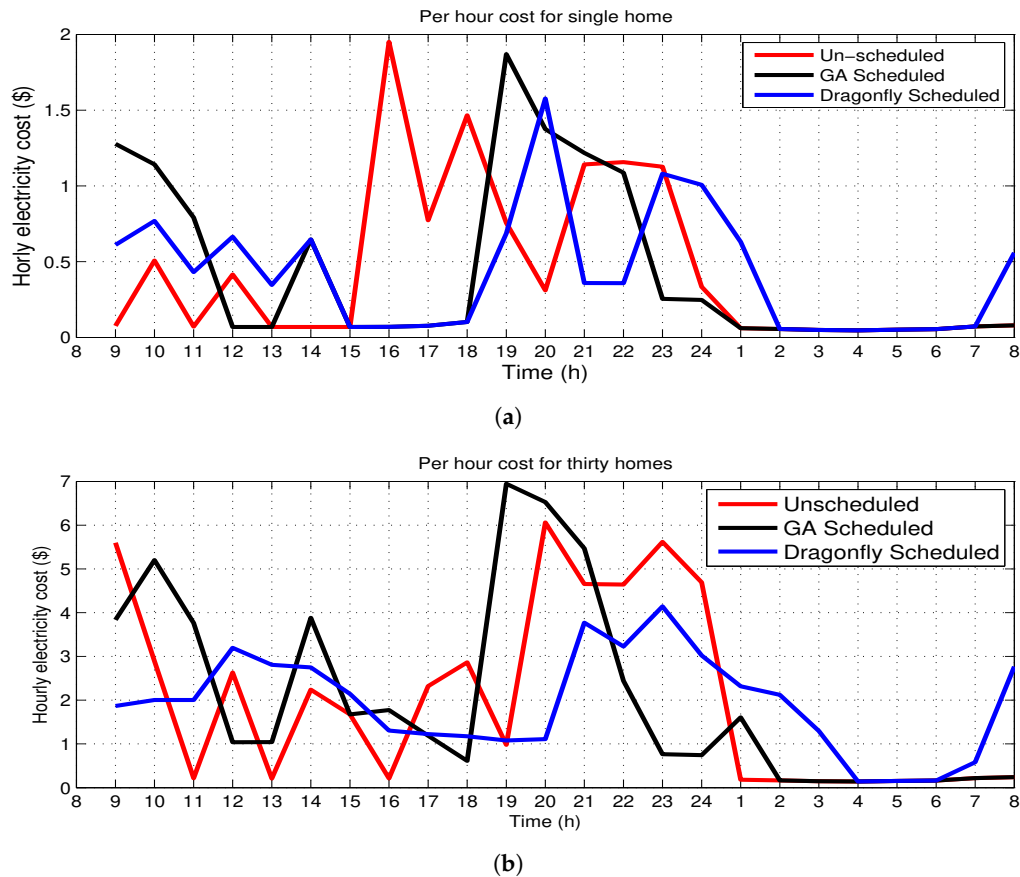 Per hour cost for single home
2
1.5
1
0.5
0
Horly electricity cost ($)
Un-scheduled
GA Scheduled
Dragonfly Scheduled
8 9 10 11 12 13 14 15 16 17 18 19 20 21 22 23 24 1 2 3 4 5 6 7 8
Time (h)
(a)
Per hour cost for thirty homes
7
6
5
4
3
2
1
0
Hourly electricity cost ($)
Unscheduled
GA Scheduled
Dragonfly Scheduled
8 9 10 11 12 13 14 15 16 17 18 19 20 21 22 23 24 1 2 3 4 5 6 7 8
Time (h)
(b)